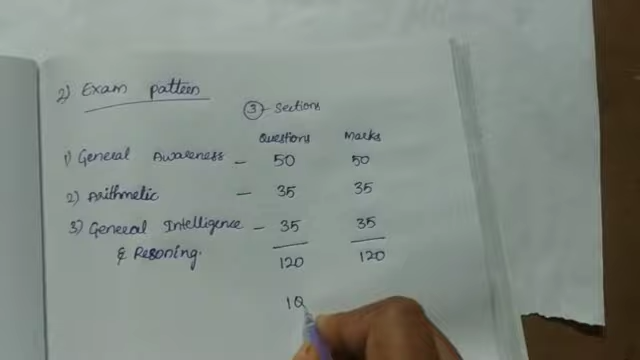 2) Exam pattern
3 - Sections
Questions Marks
1) General Awareness - 50 50
2) Arithmetic - 35 35
3) General Intelligence - 35 35
& Resoning. 120 120
1Q